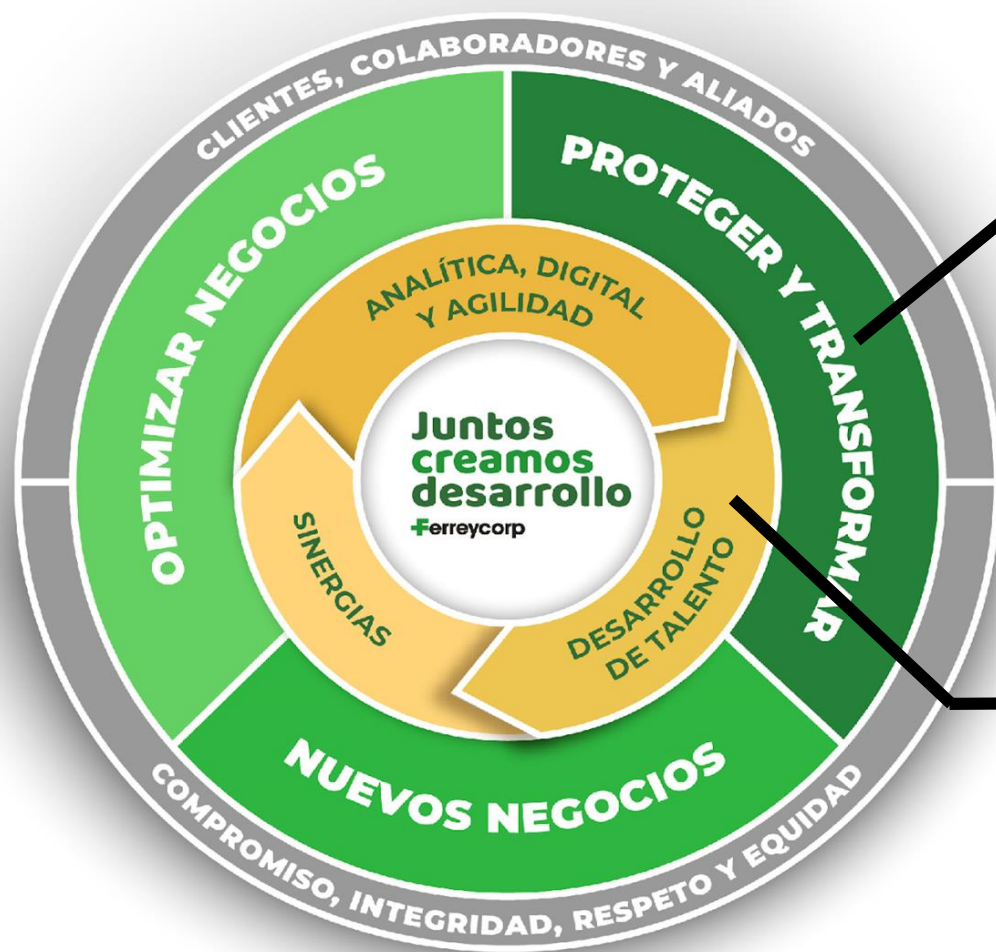 CLIENTES, COLABORADORES Y ALIADOS
OPTIMIZAR NEGOCIOS
PROTEGER Y TRANSFORMAR
ANALÍTICA, DIGITAL
Y AGILIDAD
Juntos
creamos
desarrollo
Ferreycorp
SINERGIAS
DESARROLLO
DE TALENTO
NUEVOS NEGOCIOS
COMPROMISO, INTEGRIDAD, RESPETO Y EQUIDAD